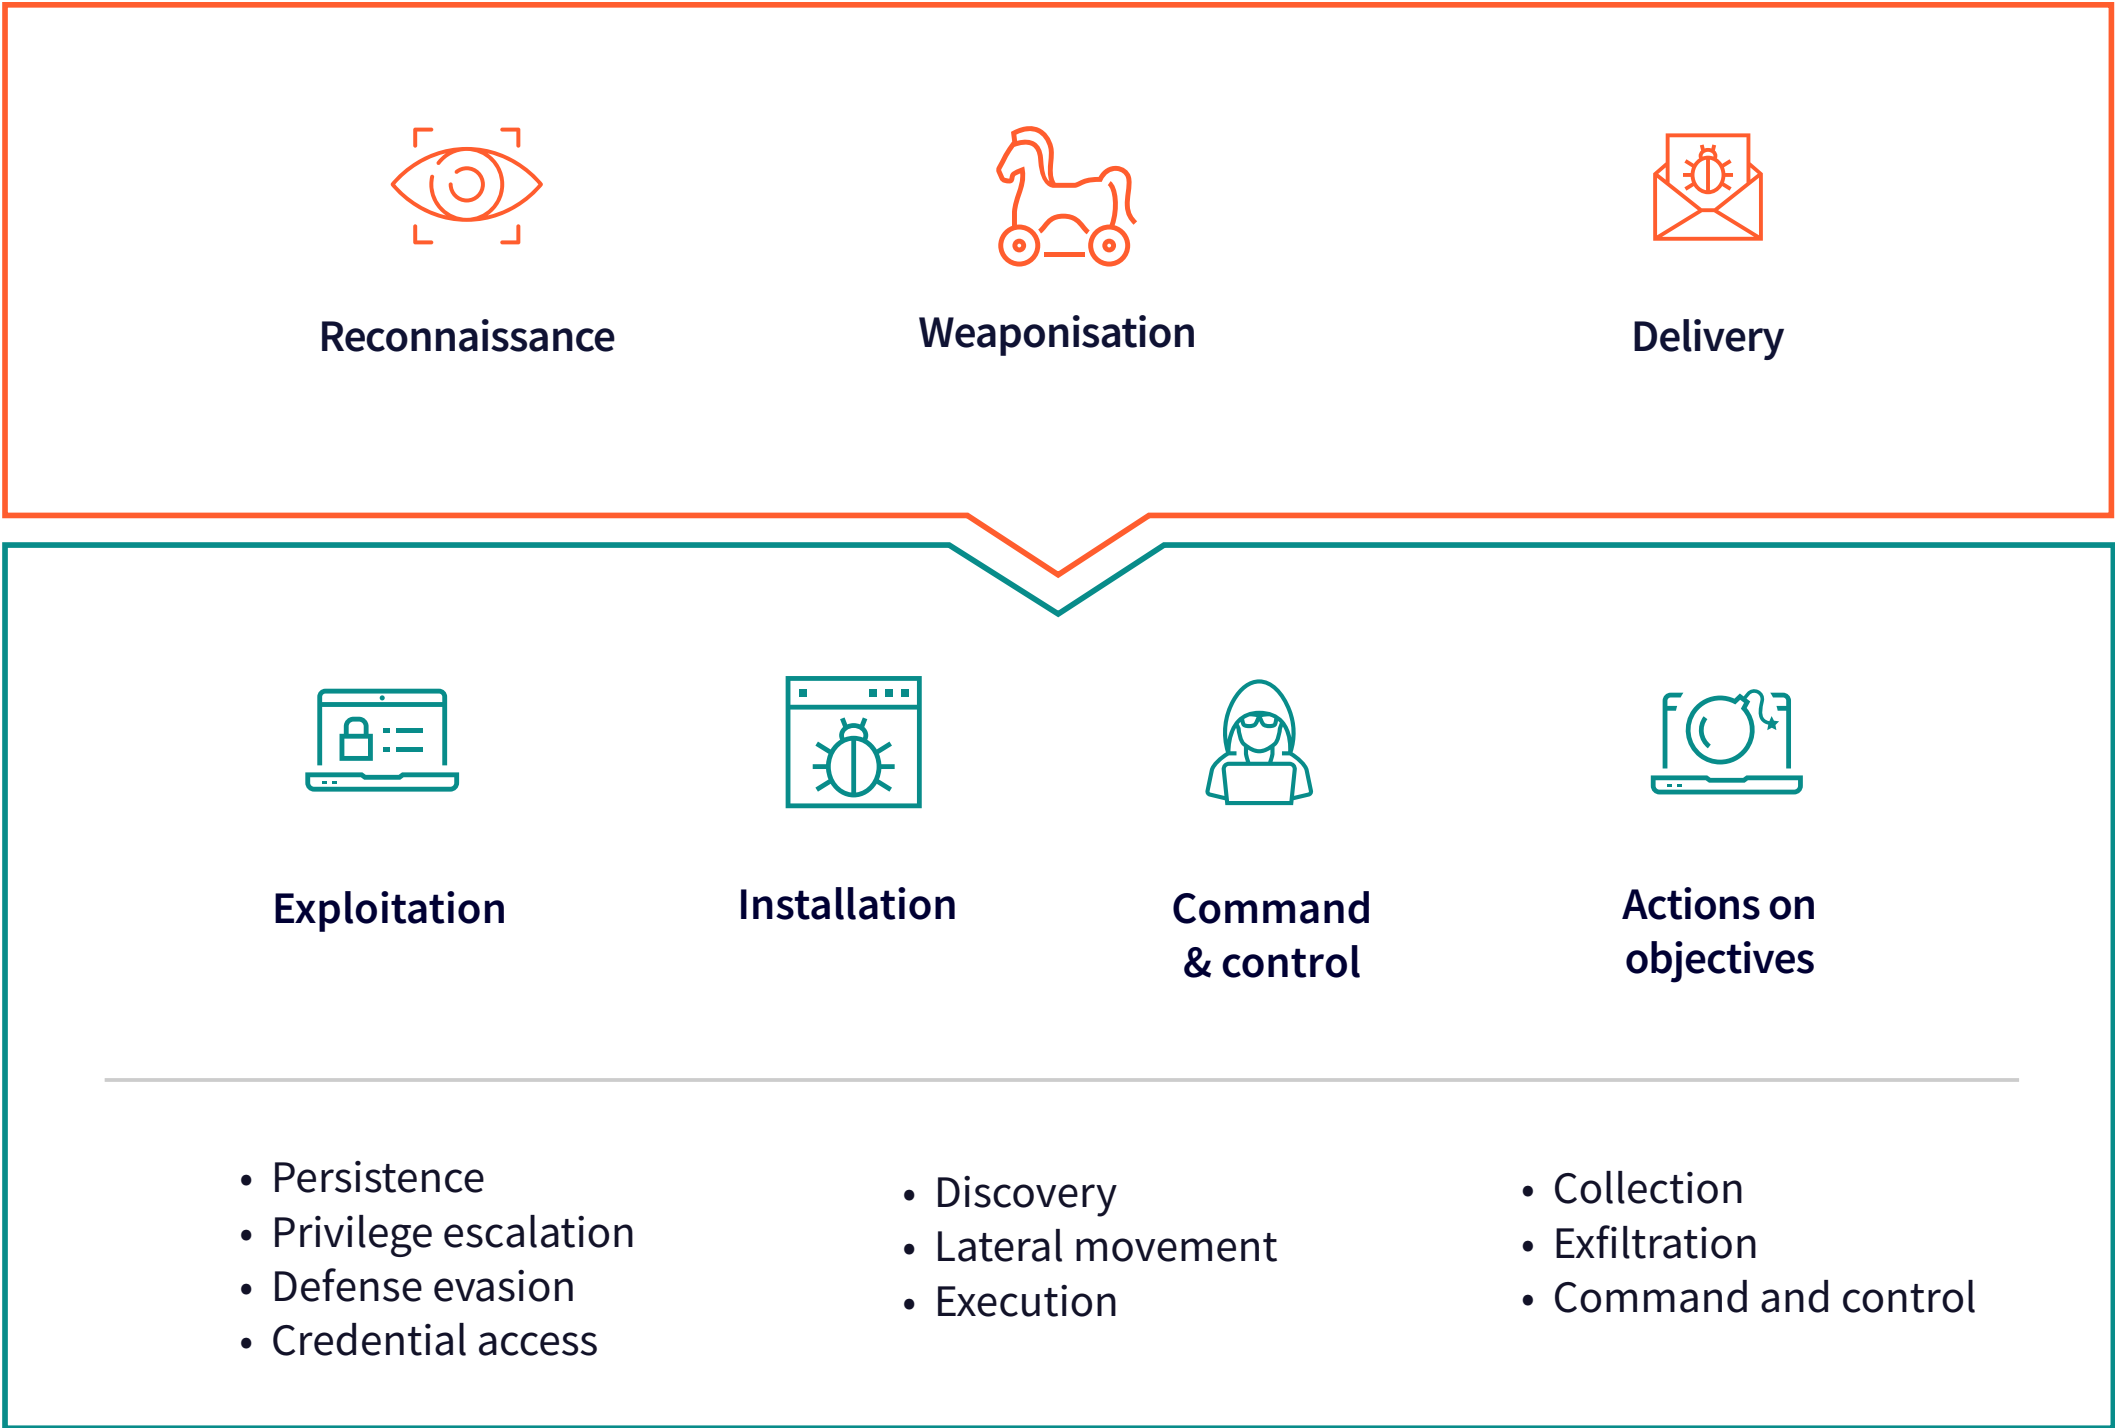 Reconnaissance
Weaponisation
Delivery
Exploitation
Installation
Command
& control
Actions on
objectives
• Persistence
• Privilege escalation
• Defense evasion
• Credential access
• Discovery
• Lateral movement
• Execution
• Collection
• Exfiltration
• Command and control